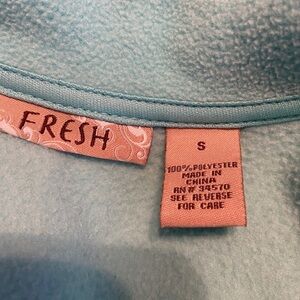 FRESH
S
100% POLYESTER
MADE IN
CHINA
RN# 34570
SEE REVERSE
FOR CARE